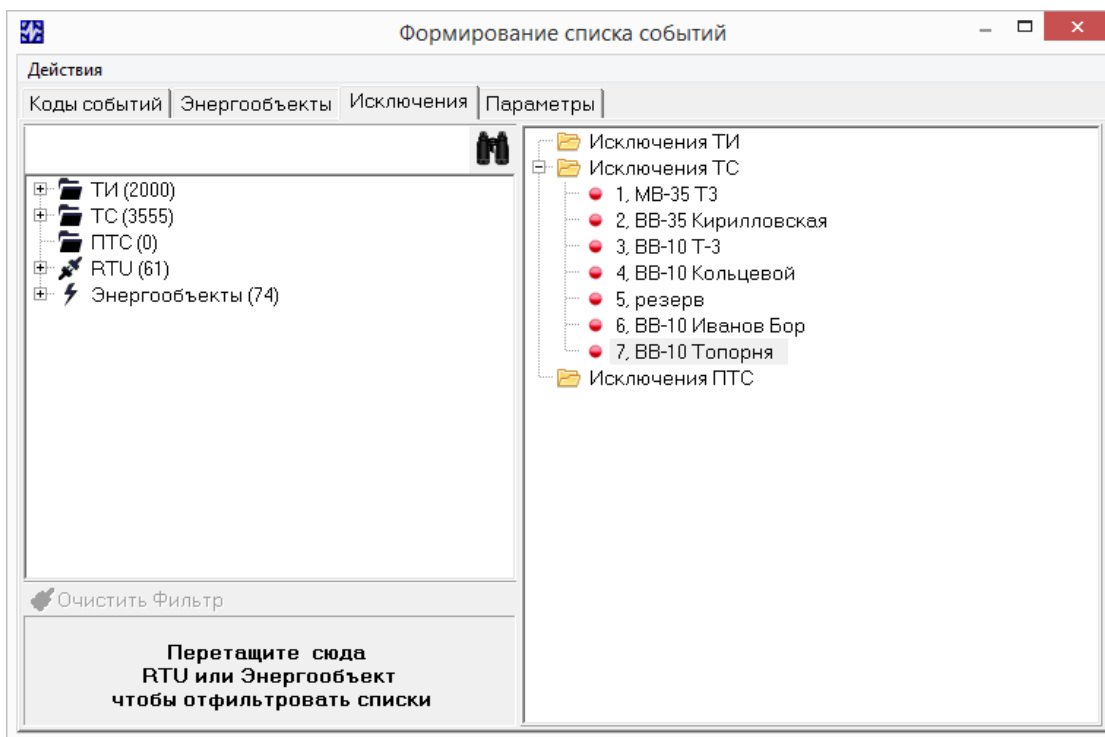 Формирование списка событий
Действия
Коды событий Энергообъекты Исключения Параметры
ТИ (2000)
ТС (3555)
ПТС (0)
RTU (61)
Энергообъекты (74)
Очистить Фильтр
Перетащите сюда
RTU или Энергообъект
чтобы отфильтровать списки
Исключения ТИ
Исключения ТС
1, МВ-35 Т3
2, ВВ-35 Кирилловская
3, ВВ-10 Т-3
4, ВВ-10 Кольцевой
5, резерв
6, ВВ-10 Иванов Бор
7, ВВ-10 Топорня
Исключения ПТС